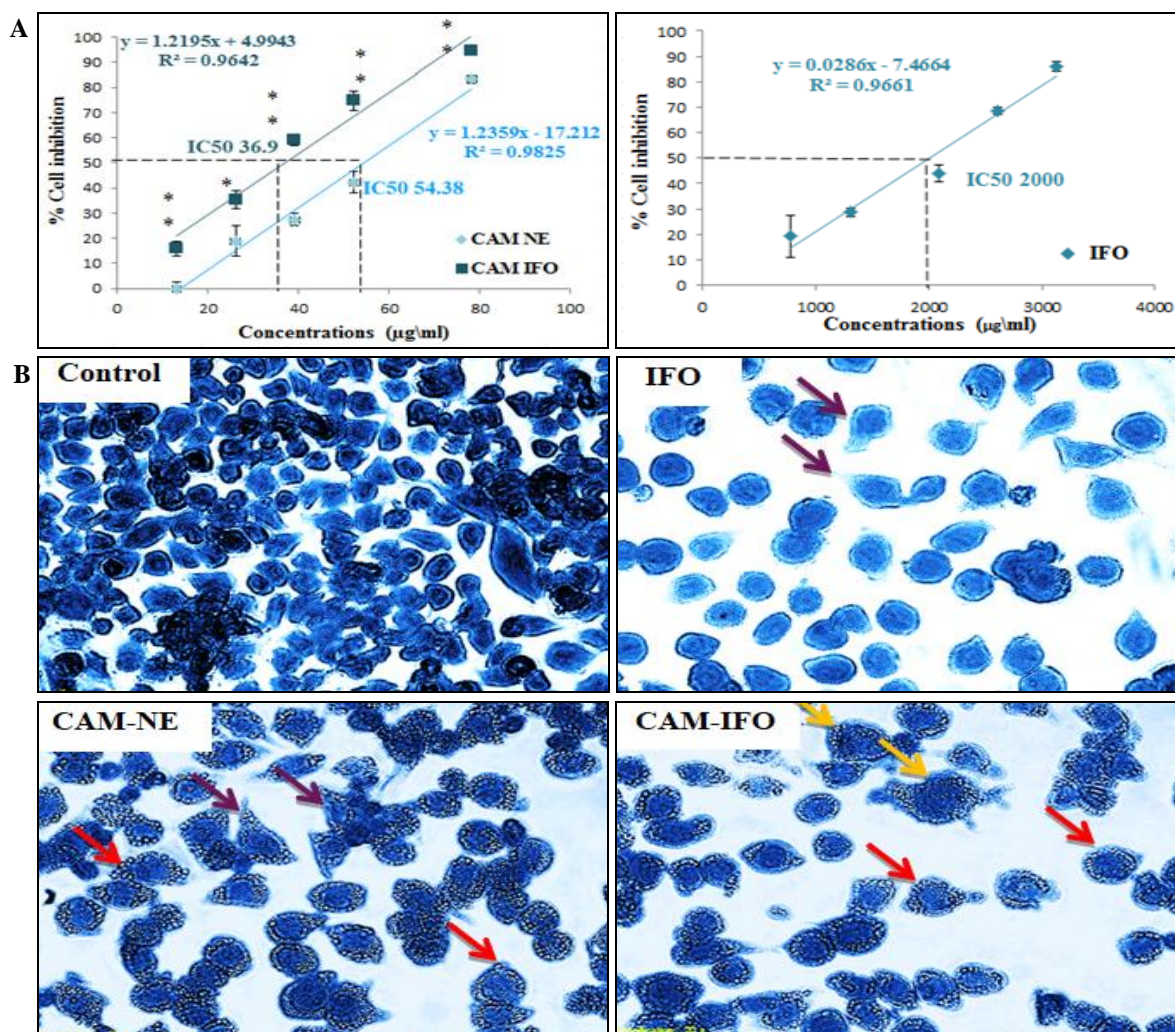 A
y = 1.2195x + 4.9943
R² = 0.9642
* *
* *
* *
*
* *
IC50 36.9
y = 1.2359x - 17.212
R² = 0.9825
IC50 54.38
CAM NE
CAM IFO
% Cell inhibition
100
90
80
70
60
50
40
30
20
10
0
0 20 40 60 80 100
Concentrations (µg\ml)
y = 0.0286x - 7.4664
R² = 0.9661
IC50 2000
IFO
% Cell inhibition
100
90
80
70
60
50
40
30
20
10
0
0 1000 2000 3000 4000
Concentrations (µg\ml)
B
Control
IFO
CAM-NE
CAM-IFO